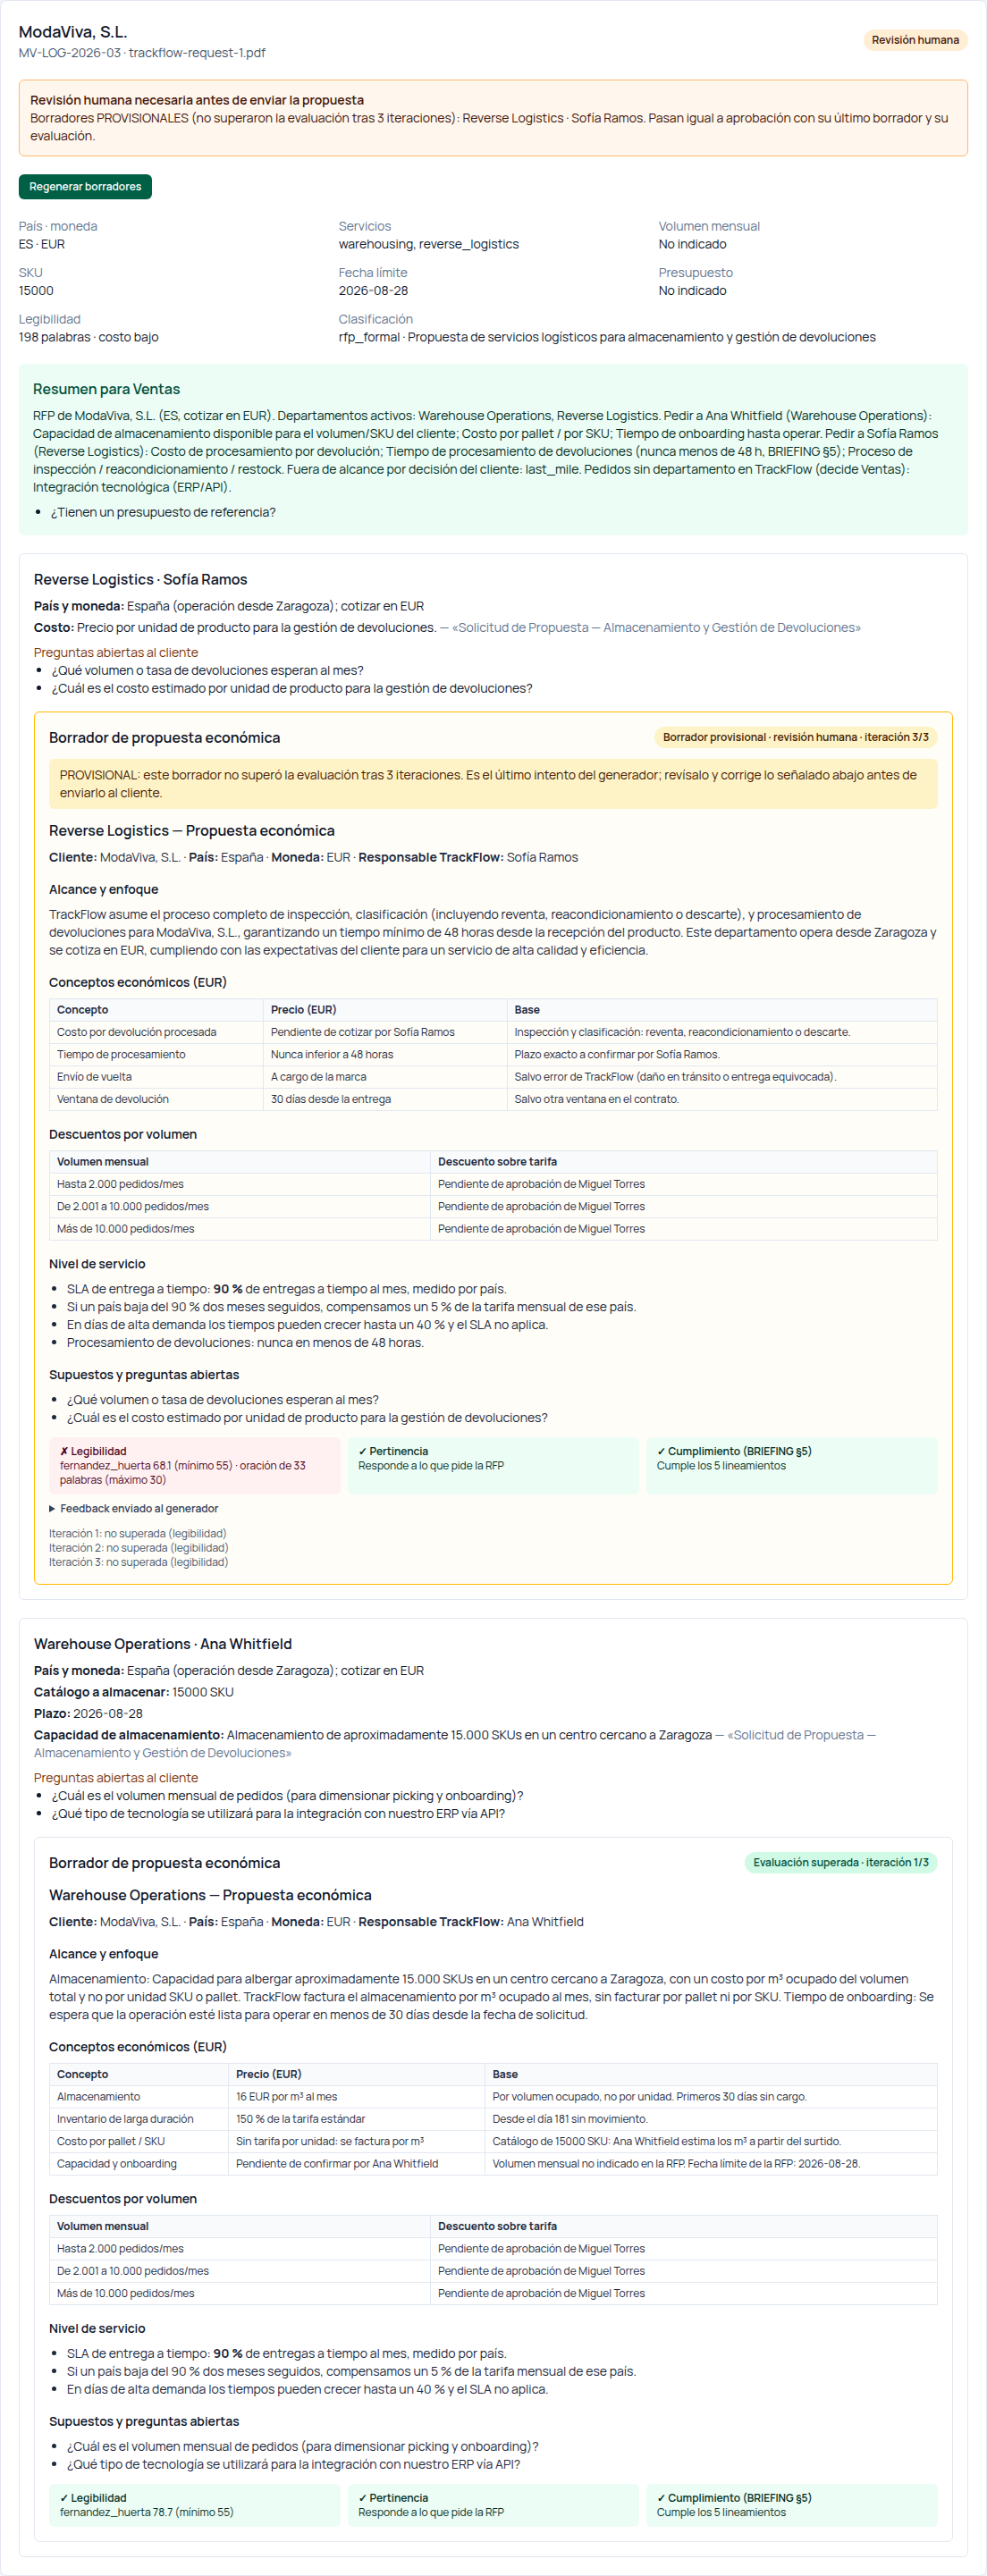 ModaViva, S.L.
MV-LOG-2026-03 · trackflow-request-1.pdf
Revisión humana
Revisión humana necesaria antes de enviar la propuesta
Borradores PROVISIONALES (no superaron la evaluación tras 3 iteraciones): Reverse Logistics · Sofía Ramos. Pasan igual a aprobación con su último borrador y su
evaluación.
Regenerar borradores
País · moneda
ES · EUR
Servicios
warehousing, reverse_logistics
Volumen mensual
No indicado
SKU
15000
Fecha límite
2026-08-28
Presupuesto
No indicado
Legibilidad
198 palabras · costo bajo
Clasificación
rfp_formal · Propuesta de servicios logísticos para almacenamiento y gestión de devoluciones
Resumen para Ventas
RFP de ModaViva, S.L. (ES, cotizar en EUR). Departamentos activos: Warehouse Operations, Reverse Logistics. Pedir a Ana Whitfield (Warehouse Operations):
Capacidad de almacenamiento disponible para el volumen/SKU del cliente; Costo por pallet / por SKU; Tiempo de onboarding hasta operar. Pedir a Sofía Ramos
(Reverse Logistics): Costo de procesamiento por devolución; Tiempo de procesamiento de devoluciones (nunca menos de 48 h, BRIEFING §5); Proceso de
inspección / reacondicionamiento / restock. Fuera de alcance por decisión del cliente: last_mile. Pedidos sin departamento en TrackFlow (decide Ventas):
Integración tecnológica (ERP/API).
• ¿Tienen un presupuesto de referencia?
Reverse Logistics · Sofía Ramos
País y moneda: España (operación desde Zaragoza); cotizar en EUR
Costo: Precio por unidad de producto para la gestión de devoluciones. — «Solicitud de Propuesta — Almacenamiento y Gestión de Devoluciones»
Preguntas abiertas al cliente
• ¿Qué volumen o tasa de devoluciones esperan al mes?
• ¿Cuál es el costo estimado por unidad de producto para la gestión de devoluciones?
Borrador de propuesta económica
Borrador provisional · revisión humana · iteración 3/3
PROVISIONAL: este borrador no superó la evaluación tras 3 iteraciones. Es el último intento del generador; revísalo y corrige lo señalado abajo antes de
enviarlo al cliente.
Reverse Logistics — Propuesta económica
Cliente: ModaViva, S.L. · País: España · Moneda: EUR · Responsable TrackFlow: Sofía Ramos
Alcance y enfoque
TrackFlow asume el proceso completo de inspección, clasificación (incluyendo reventa, reacondicionamiento o descarte), y procesamiento de
devoluciones para ModaViva, S.L., garantizando un tiempo mínimo de 48 horas desde la recepción del producto. Este departamento opera desde Zaragoza y
se cotiza en EUR, cumpliendo con las expectativas del cliente para un servicio de alta calidad y eficiencia.
Conceptos económicos (EUR)
Concepto Precio (EUR) Base
Costo por devolución procesada Pendiente de cotizar por Sofía Ramos Inspección y clasificación: reventa, reacondicionamiento o descarte.
Tiempo de procesamiento Nunca inferior a 48 horas Plazo exacto a confirmar por Sofía Ramos.
Envío de vuelta A cargo de la marca Salvo error de TrackFlow (daño en tránsito o entrega equivocada).
Ventana de devolución 30 días desde la entrega Salvo otra ventana en el contrato.
Descuentos por volumen
Volumen mensual Descuento sobre tarifa
Hasta 2.000 pedidos/mes Pendiente de aprobación de Miguel Torres
De 2.001 a 10.000 pedidos/mes Pendiente de aprobación de Miguel Torres
Más de 10.000 pedidos/mes Pendiente de aprobación de Miguel Torres
Nivel de servicio
• SLA de entrega a tiempo: 90 % de entregas a tiempo al mes, medido por país.
• Si un país baja del 90 % dos meses seguidos, compensamos un 5 % de la tarifa mensual de ese país.
• En días de alta demanda los tiempos pueden crecer hasta un 40 % y el SLA no aplica.
• Procesamiento de devoluciones: nunca en menos de 48 horas.
Supuestos y preguntas abiertas
• ¿Qué volumen o tasa de devoluciones esperan al mes?
• ¿Cuál es el costo estimado por unidad de producto para la gestión de devoluciones?
✗ Legibilidad
fernandez_huerta 68.1 (mínimo 55) · oración de 33
palabras (máximo 30)
✓ Pertinencia
Responde a lo que pide la RFP
✓ Cumplimiento (BRIEFING §5)
Cumple los 5 lineamientos
▶ Feedback enviado al generador
Iteración 1: no superada (legibilidad)
Iteración 2: no superada (legibilidad)
Iteración 3: no superada (legibilidad)
Warehouse Operations · Ana Whitfield
País y moneda: España (operación desde Zaragoza); cotizar en EUR
Catálogo a almacenar: 15000 SKU
Plazo: 2026-08-28
Capacidad de almacenamiento: Almacenamiento de aproximadamente 15.000 SKUs en un centro cercano a Zaragoza — «Solicitud de Propuesta —
Almacenamiento y Gestión de Devoluciones»
Preguntas abiertas al cliente
• ¿Cuál es el volumen mensual de pedidos (para dimensionar picking y onboarding)?
• ¿Qué tipo de tecnología se utilizará para la integración con nuestro ERP vía API?
Borrador de propuesta económica
Evaluación superada · iteración 1/3
Warehouse Operations — Propuesta económica
Cliente: ModaViva, S.L. · País: España · Moneda: EUR · Responsable TrackFlow: Ana Whitfield
Alcance y enfoque
Almacenamiento: Capacidad para albergar aproximadamente 15.000 SKUs en un centro cercano a Zaragoza, con un costo por m³ ocupado del volumen
total y no por unidad SKU o pallet. TrackFlow factura el almacenamiento por m³ ocupado al mes, sin facturar por pallet ni por SKU. Tiempo de onboarding: Se
espera que la operación esté lista para operar en menos de 30 días desde la fecha de solicitud.
Conceptos económicos (EUR)
Concepto Precio (EUR) Base
Almacenamiento 16 EUR por m³ al mes Por volumen ocupado, no por unidad. Primeros 30 días sin cargo.
Inventario de larga duración 150 % de la tarifa estándar Desde el día 181 sin movimiento.
Costo por pallet / SKU Sin tarifa por unidad: se factura por m³ Catálogo de 15000 SKU: Ana Whitfield estima los m³ a partir del surtido.
Capacidad y onboarding Pendiente de confirmar por Ana Whitfield Volumen mensual no indicado en la RFP. Fecha límite de la RFP: 2026-08-28.
Descuentos por volumen
Volumen mensual Descuento sobre tarifa
Hasta 2.000 pedidos/mes Pendiente de aprobación de Miguel Torres
De 2.001 a 10.000 pedidos/mes Pendiente de aprobación de Miguel Torres
Más de 10.000 pedidos/mes Pendiente de aprobación de Miguel Torres
Nivel de servicio
• SLA de entrega a tiempo: 90 % de entregas a tiempo al mes, medido por país.
• Si un país baja del 90 % dos meses seguidos, compensamos un 5 % de la tarifa mensual de ese país.
• En días de alta demanda los tiempos pueden crecer hasta un 40 % y el SLA no aplica.
Supuestos y preguntas abiertas
• ¿Cuál es el volumen mensual de pedidos (para dimensionar picking y onboarding)?
• ¿Qué tipo de tecnología se utilizará para la integración con nuestro ERP vía API?
✓ Legibilidad
fernandez_huerta 78.7 (mínimo 55)
✓ Pertinencia
Responde a lo que pide la RFP
✓ Cumplimiento (BRIEFING §5)
Cumple los 5 lineamientos